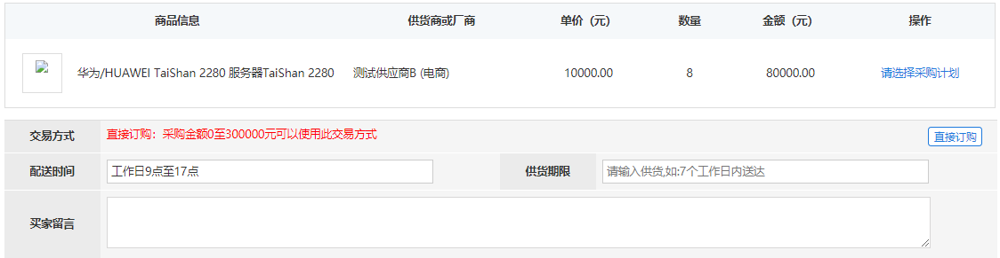 商品信息 供货商或厂商 单价（元） 数量 金额（元） 操作
华为/HUAWEI TaiShan 2280 服务器TaiShan 2280 测试供应商B (电商) 10000.00 8 80000.00 请选择采购计划
交易方式 直接订购：采购金额0至300000元可以使用此交易方式 直接订购
配送时间 工作日9点至17点 供货期限 请输入供货,如:7个工作日内送达
买家留言